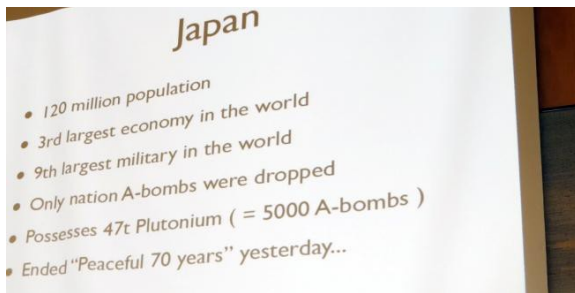 Japan
• 120 million population
• 3rd largest economy in the world
• 9th largest military in the world
• Only nation A-bombs were dropped
• Possesses 47t Plutonium ( = 5000 A-bombs )
• Ended “Peaceful 70 years” yesterday...